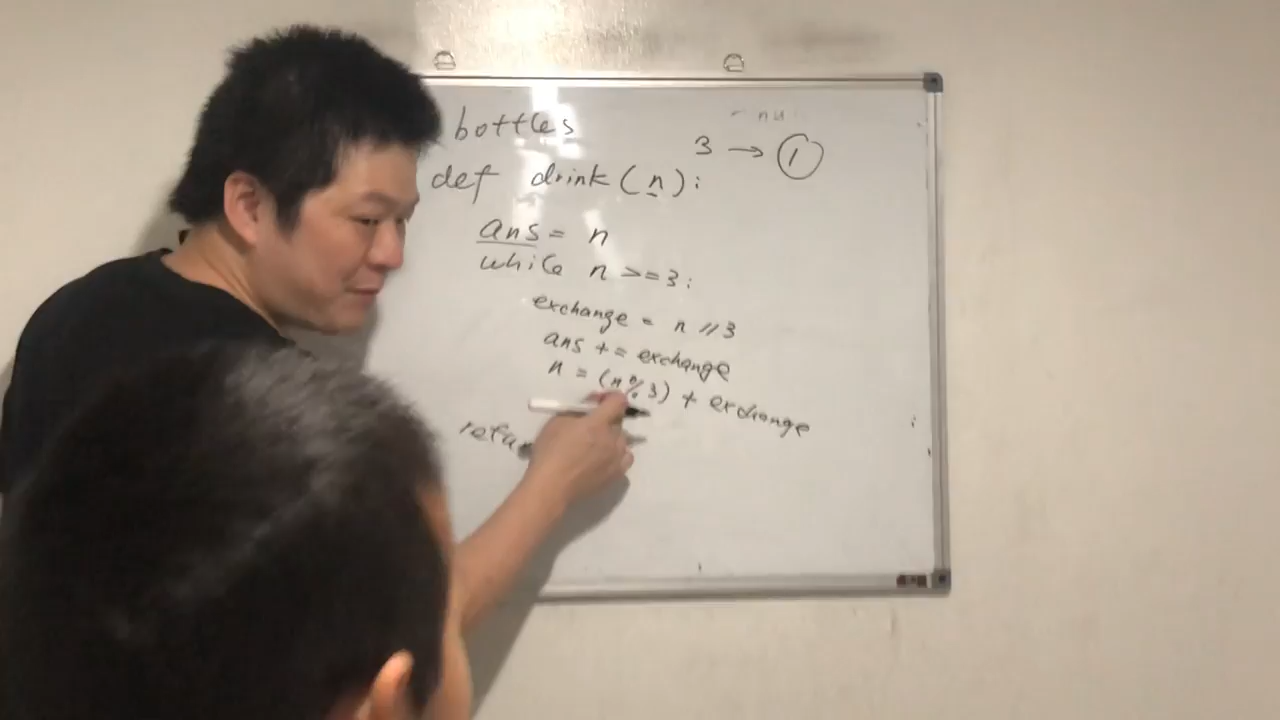 bottles
3 → 1
def drink(n):
ans = n
while n >=3:
exchange = n //3
ans += exchange
n = (n%3) + exchange